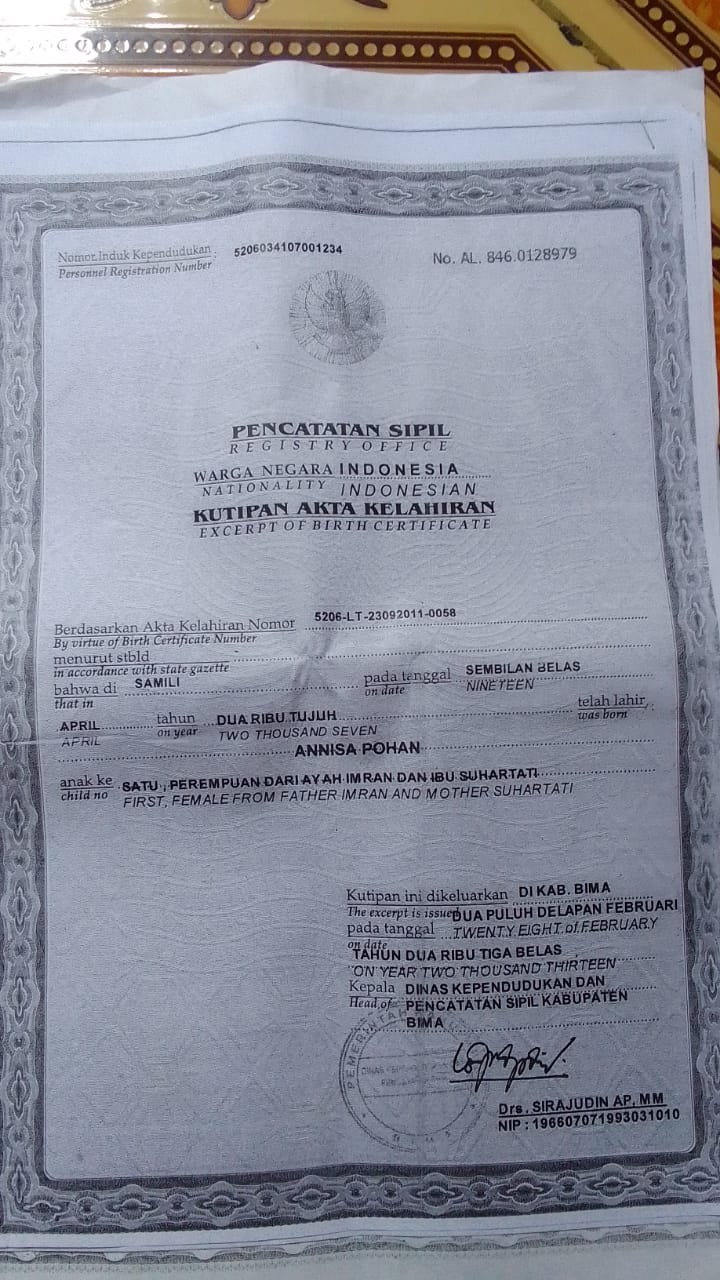 Nomor Induk Kependudukan : 5206034107001234
Personnel Registration Number
No. AL. 846.0128979
PENCATATAN SIPIL
REGISTRY OFFICE
WARGA NEGARA INDONESIA
NATIONALITY INDONESIAN
KUTIPAN AKTA KELAHIRAN
EXCERPT OF BIRTH CERTIFICATE
Berdasarkan Akta Kelahiran Nomor 5206-LT-23092011-0058
By virtue of Birth Certificate Number
menurut stbld
in accordance with state gazette
bahwa di SAMILI pada tanggal SEMBILAN BELAS
that in on date NINETEEN
APRIL tahun DUA RIBU TUJUH telah lahir
APRIL on year TWO THOUSAND SEVEN was born
ANNISA POHAN
anak ke SATU, PEREMPUAN DARI AYAH IMRAN DAN IBU SUHARTATI
child no FIRST, FEMALE FROM FATHER IMRAN AND MOTHER SUHARTATI
Kutipan ini dikeluarkan DI KAB. BIMA
The excerpt is issued DUA PULUH DELAPAN FEBRUARI
pada tanggal TWENTY EIGHT of FEBRUARY
on date
TAHUN DUA RIBU TIGA BELAS
ON YEAR TWO THOUSAND THIRTEEN
Kepala DINAS KEPENDUDUKAN DAN
Head of PENCATATAN SIPIL KABUPATEN
BIMA
Drs. SIRAJUDIN AP, MM
NIP : 196607071993031010